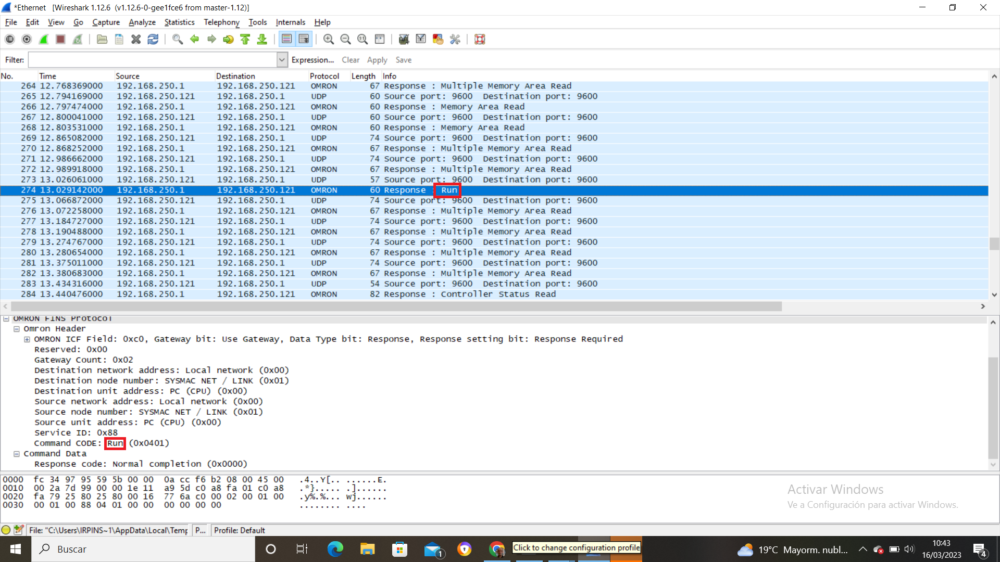 *Ethernet [Wireshark 1.12.6 (v1.12.6-0-gee1fce6 from master-1.12)]
File Edit View Go Capture Analyze Statistics Telephony Tools Internals Help
Filter: Expression... Clear Apply Save
No. Time Source Destination Protocol Length Info
264 12.768369000 192.168.250.1 192.168.250.121 OMRON 67 Response : Multiple Memory Area Read
265 12.794169000 192.168.250.121 192.168.250.1 UDP 60 Source port: 9600 Destination port: 9600
266 12.797474000 192.168.250.1 192.168.250.121 OMRON 60 Response : Memory Area Read
267 12.800041000 192.168.250.121 192.168.250.1 UDP 60 Source port: 9600 Destination port: 9600
268 12.803531000 192.168.250.1 192.168.250.121 OMRON 60 Response : Memory Area Read
269 12.865082000 192.168.250.121 192.168.250.1 UDP 74 Source port: 9600 Destination port: 9600
270 12.868252000 192.168.250.1 192.168.250.121 OMRON 67 Response : Multiple Memory Area Read
271 12.986662000 192.168.250.121 192.168.250.1 UDP 74 Source port: 9600 Destination port: 9600
272 12.989918000 192.168.250.1 192.168.250.121 OMRON 67 Response : Multiple Memory Area Read
273 13.026061000 192.168.250.121 192.168.250.1 UDP 57 Source port: 9600 Destination port: 9600
274 13.029142000 192.168.250.1 192.168.250.121 OMRON 60 Response : Run
275 13.066872000 192.168.250.121 192.168.250.1 UDP 74 Source port: 9600 Destination port: 9600
276 13.072258000 192.168.250.1 192.168.250.121 OMRON 67 Response : Multiple Memory Area Read
277 13.184727000 192.168.250.121 192.168.250.1 UDP 74 Source port: 9600 Destination port: 9600
278 13.190488000 192.168.250.1 192.168.250.121 OMRON 67 Response : Multiple Memory Area Read
279 13.274767000 192.168.250.121 192.168.250.1 UDP 74 Source port: 9600 Destination port: 9600
280 13.280654000 192.168.250.1 192.168.250.121 OMRON 67 Response : Multiple Memory Area Read
281 13.375011000 192.168.250.121 192.168.250.1 UDP 74 Source port: 9600 Destination port: 9600
282 13.380683000 192.168.250.1 192.168.250.121 OMRON 67 Response : Multiple Memory Area Read
283 13.434316000 192.168.250.121 192.168.250.1 UDP 54 Source port: 9600 Destination port: 9600
284 13.440476000 192.168.250.1 192.168.250.121 OMRON 82 Response : Controller Status Read
OMRON FINS Protocol
Omron Header
OMRON ICF Field: 0xc0, Gateway bit: Use Gateway, Data Type bit: Response, Response setting bit: Response Required
Reserved: 0x00
Gateway Count: 0x02
Destination network address: Local network (0x00)
Destination node number: SYSMAC NET / LINK (0x01)
Destination unit address: PC (CPU) (0x00)
Source network address: Local network (0x00)
Source node number: SYSMAC NET / LINK (0x01)
Source unit address: PC (CPU) (0x00)
Service ID: 0x88
Command CODE: Run (0x0401)
Command Data
Response code: Normal completion (0x0000)
0000 fc 34 97 95 59 5b 00 00 0a cc f6 b2 08 00 45 00 .4..Y[.. ......E.
0010 00 2a 7d 99 00 00 1e 11 a9 5d c0 a8 fa 01 c0 a8 .*}..... .]......
0020 fa 79 25 80 25 80 00 16 77 6a c0 00 02 00 01 00 .y%.%... wj......
0030 00 01 00 88 04 01 00 00 00 00 00 00 ........ ....
Activar Windows
Ve a Configuración para activar Windows.
File: "C:\Users\IRPINS~1\AppData\Local\Temp P... Profile: Default
Click to change configuration profile
Buscar
1
19°C Mayorm. nubl...
10:43
16/03/2023
4